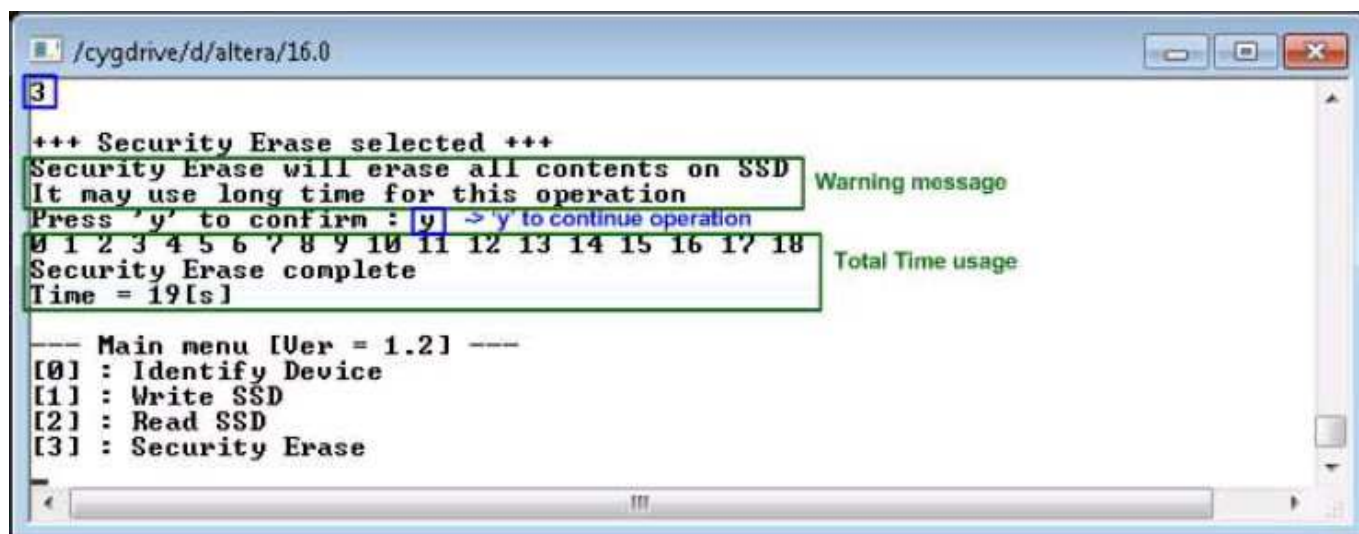 /cygdrive/d/altera/16.0
3
+++ Security Erase selected +++
Security Erase will erase all contents on SSD
It may use long time for this operation
Warning message
Press 'y' to confirm : y -> 'y' to continue operation
0 1 2 3 4 5 6 7 8 9 10 11 12 13 14 15 16 17 18
Security Erase complete
Total Time usage
Time = 19[s]
--- Main menu [Ver = 1.2] ---
[0] : Identify Device
[1] : Write SSD
[2] : Read SSD
[3] : Security Erase